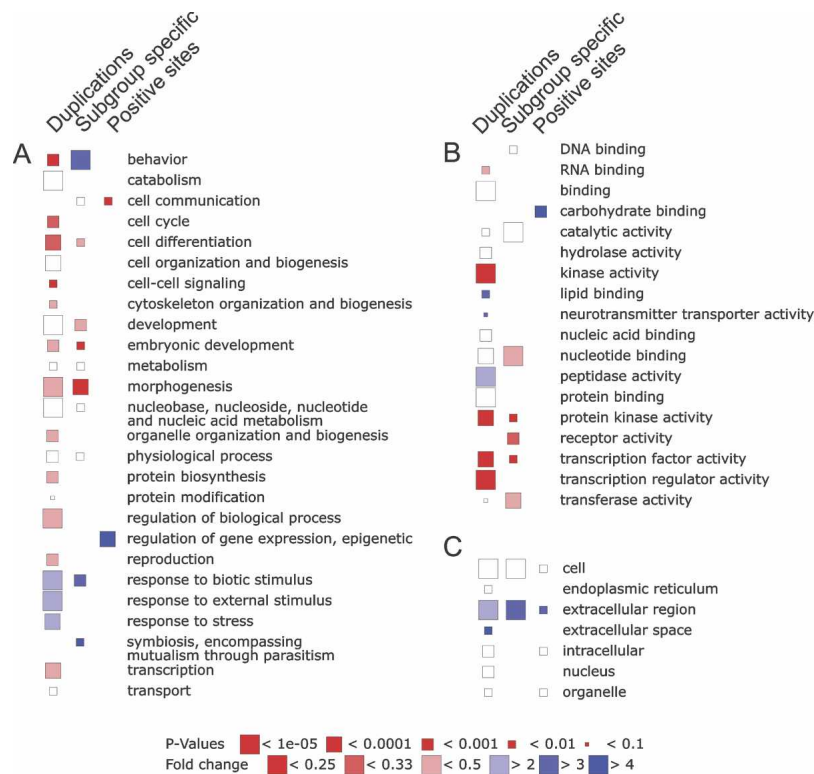 Duplications
Subgroup specific
Positive sites
A
behavior
catabolism
cell communication
cell cycle
cell differentiation
cell organization and biogenesis
cell-cell signaling
cytoskeleton organization and biogenesis
development
embryonic development
metabolism
morphogenesis
nucleobase, nucleoside, nucleotide
and nucleic acid metabolism
organelle organization and biogenesis
physiological process
protein biosynthesis
protein modification
regulation of biological process
regulation of gene expression, epigenetic
reproduction
response to biotic stimulus
response to external stimulus
response to stress
symbiosis, encompassing
mutualism through parasitism
transcription
transport
Duplications
Subgroup specific
Positive sites
B
DNA binding
RNA binding
binding
carbohydrate binding
catalytic activity
hydrolase activity
kinase activity
lipid binding
neurotransmitter transporter activity
nucleic acid binding
nucleotide binding
peptidase activity
protein binding
protein kinase activity
receptor activity
transcription factor activity
transcription regulator activity
transferase activity
C
cell
endoplasmic reticulum
extracellular region
extracellular space
intracellular
nucleus
organelle
P-Values < 1e-05 < 0.0001 < 0.001 < 0.01 < 0.1
Fold change < 0.25 < 0.33 < 0.5 > 2 > 3 > 4